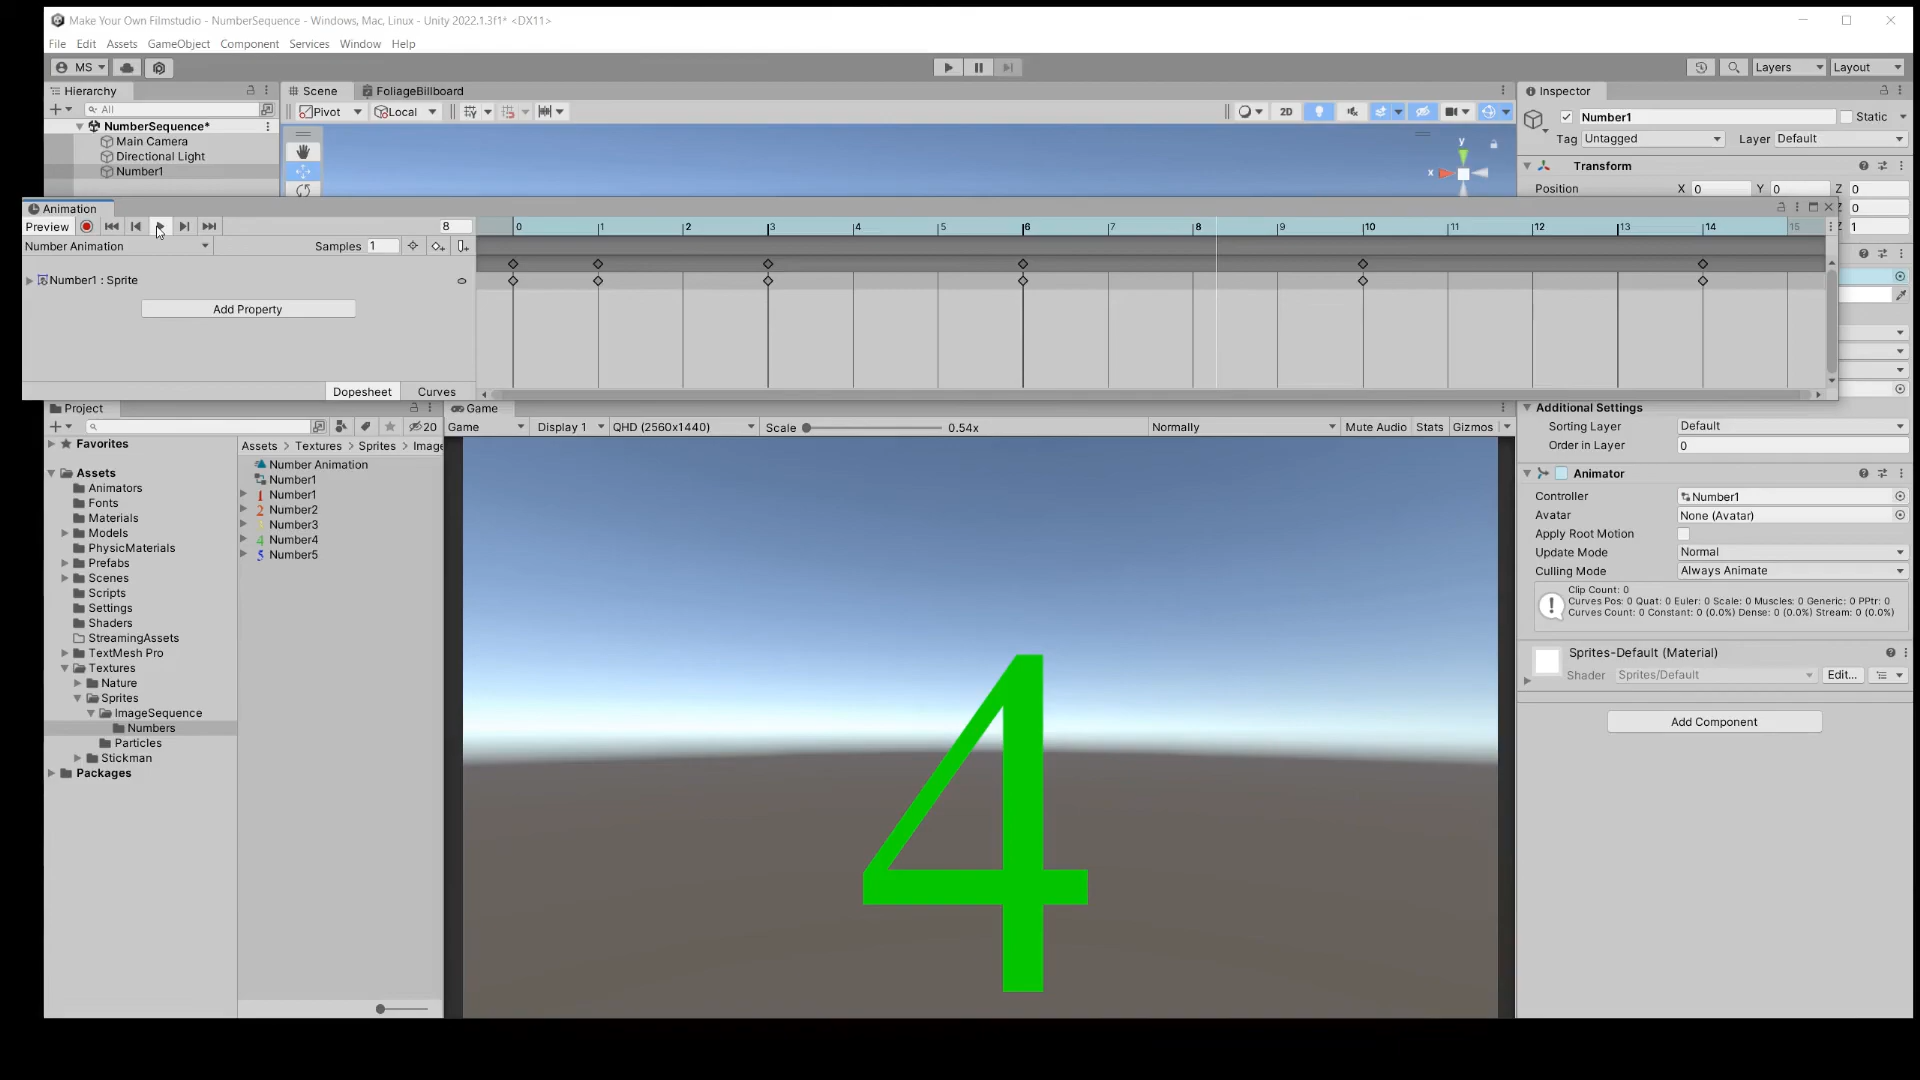 Make Your Own Filmstudio - NumberSequence - Windows, Mac, Linux - Unity 2022.1.3f1* <DX11>
File Edit Assets GameObject Component Services Window Help
MS Layers Layout
Hierarchy Scene FoliageBillboard Inspector
All Pivot Local 2D Number1 Static
NumberSequence* Tag Untagged Layer Default
Main Camera
Directional Light y
Number1 x Transform
Position X 0 Y 0 Z 0
Animation Z 0
Preview 8 0 1 2 3 4 5 6 7 8 9 10 11 12 13 14 15 1
Number Animation Samples 1
Number1 : Sprite
Add Property
Dopesheet Curves
Project Game Additional Settings
20 Game Display 1 QHD (2560x1440) Scale 0.54x Normally Mute Audio Stats Gizmos Sorting Layer Default
Favorites Assets > Textures > Sprites > Image Order in Layer 0
Number Animation
Assets Number1 Animator
Animators Number1 Controller Number1
Fonts Number2 Avatar None (Avatar)
Materials Number3 Apply Root Motion
Models Number4 Update Mode Normal
PhysicMaterials Number5 Culling Mode Always Animate
Prefabs
Scenes Clip Count: 0
Scripts Curves Pos: 0 Quat: 0 Euler: 0 Scale: 0 Muscles: 0 Generic: 0 PPtr: 0
Settings Curves Count: 0 Constant: 0 (0.0%) Dense: 0 (0.0%) Stream: 0 (0.0%)
Shaders
StreamingAssets
TextMesh Pro Sprites-Default (Material)
Textures Shader Sprites/Default Edit...
Nature
Sprites
ImageSequence Add Component
Numbers
Particles
Stickman
Packages
4